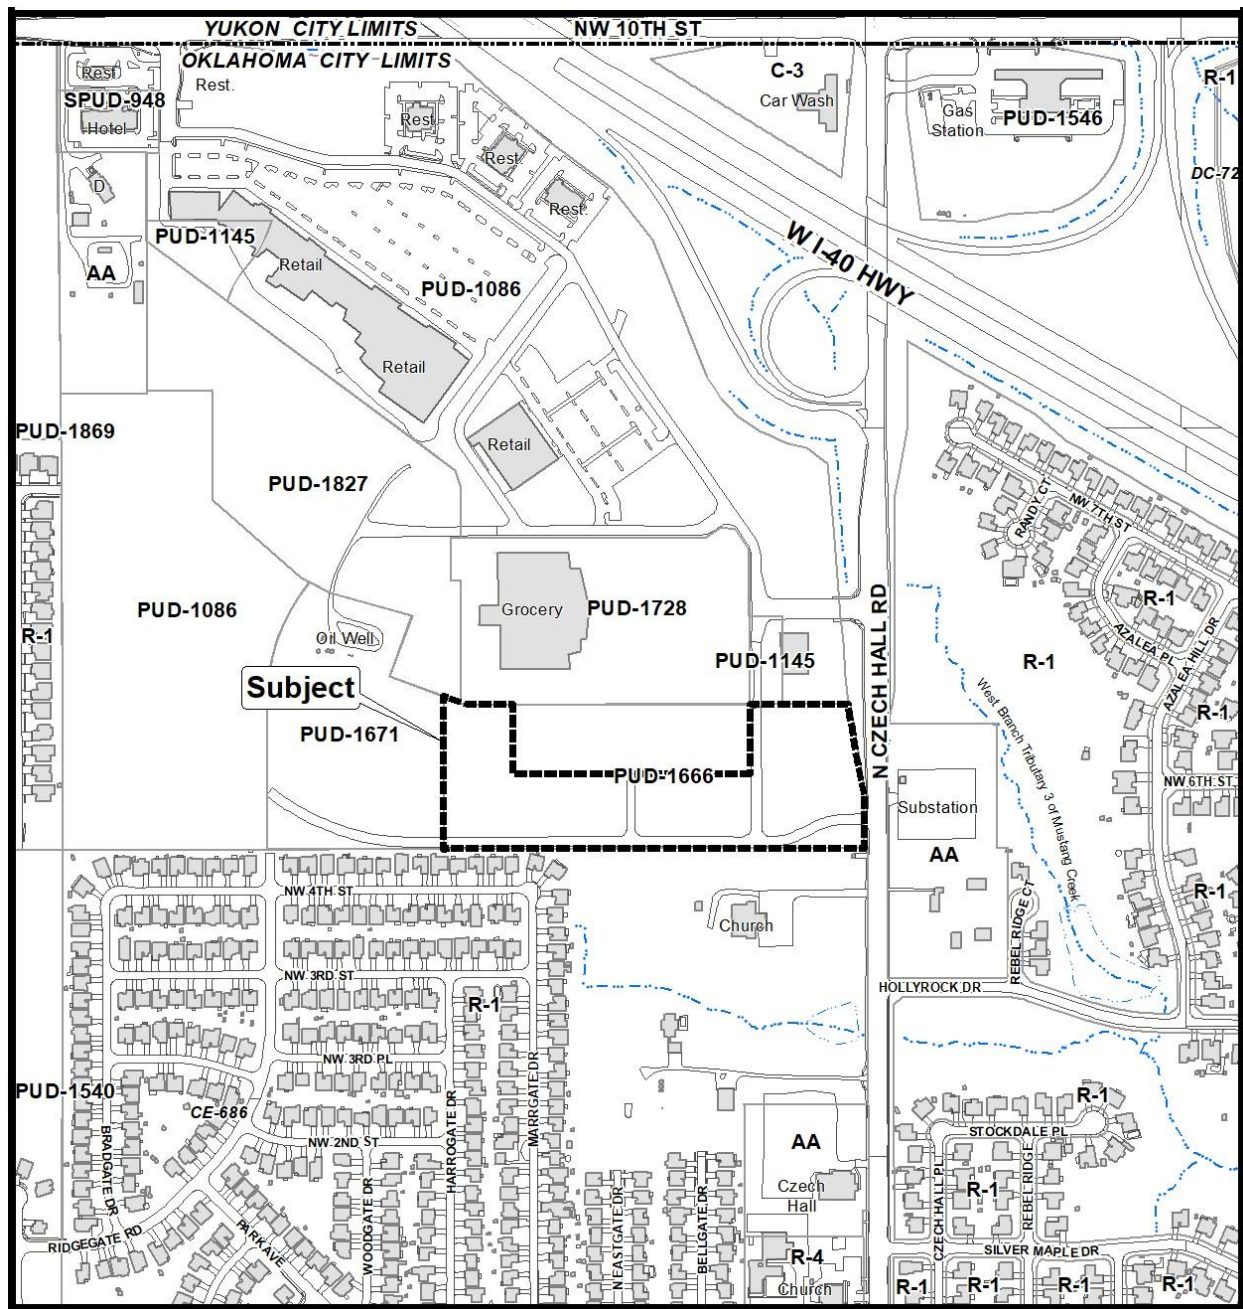 YUKON CITY LIMITS
NW 10TH ST
OKLAHOMA CITY LIMITS
Rest
Rest.
SPUD-948
Hotel
Rest
Rest
Rest.
C-3
Car Wash
Gas
Station
PUD-1546
R-1
DC-72
D
PUD-1145
AA
Retail
PUD-1086
W I-40 HWY
Retail
PUD-1869
Retail
PUD-1827
RANDY CT
NW 7TH ST
PUD-1086
Grocery
PUD-1728
R-1
Oil Well
R-1
AZALEA PL
AZALEA HILL DR
R-1
PUD-1145
N CZECH HALL RD
Subject
West Branch Tributary 3 of Mustang Creek
R-1
PUD-1671
PUD-1666
NW 6TH ST
Substation
AA
R-1
NW 4TH ST
Church
REBEL RIDGE CT
NW 3RD ST
HOLLYROCK DR
R-1
NW 3RD PL
MARRGATE DR
HARROGATE DR
PUD-1540
CE-686
R-1
NW 2ND ST
STOCKDALE PL
AA
BRADGATE DR
Czech
Hall
R-1
CZECH HALL PL
REBEL RIDGE
RIDGEGATE RD
PARK AVE
WOODGATE DR
N EASTGATE DR
BELLGATE DR
SILVER MAPLE DR
R-4
Church
R-1
R-1
R-1
R-1